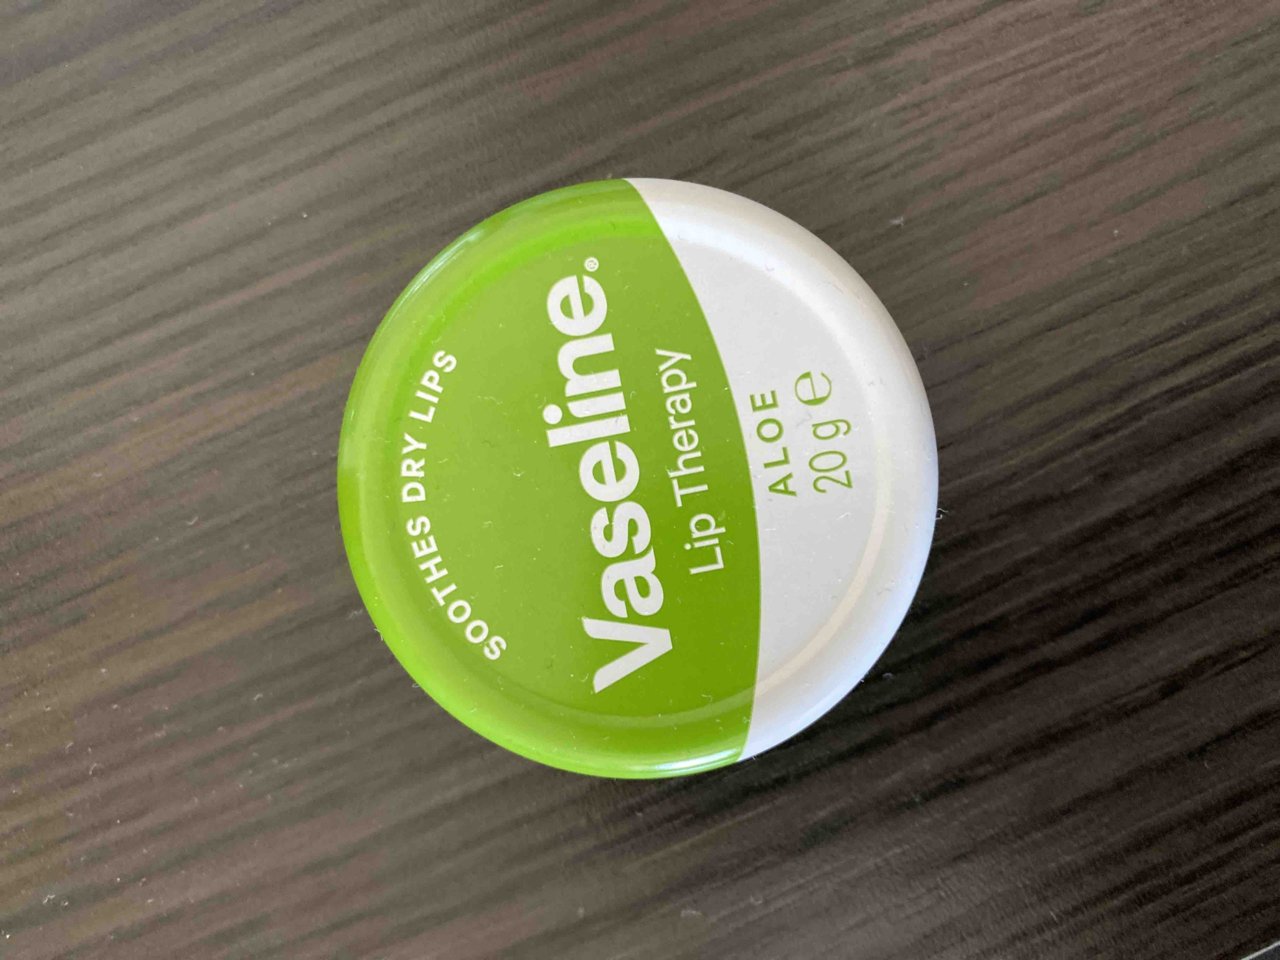 SOOTHES DRY LIPS
Vaseline®
Lip Therapy
ALOE
20 g ℮